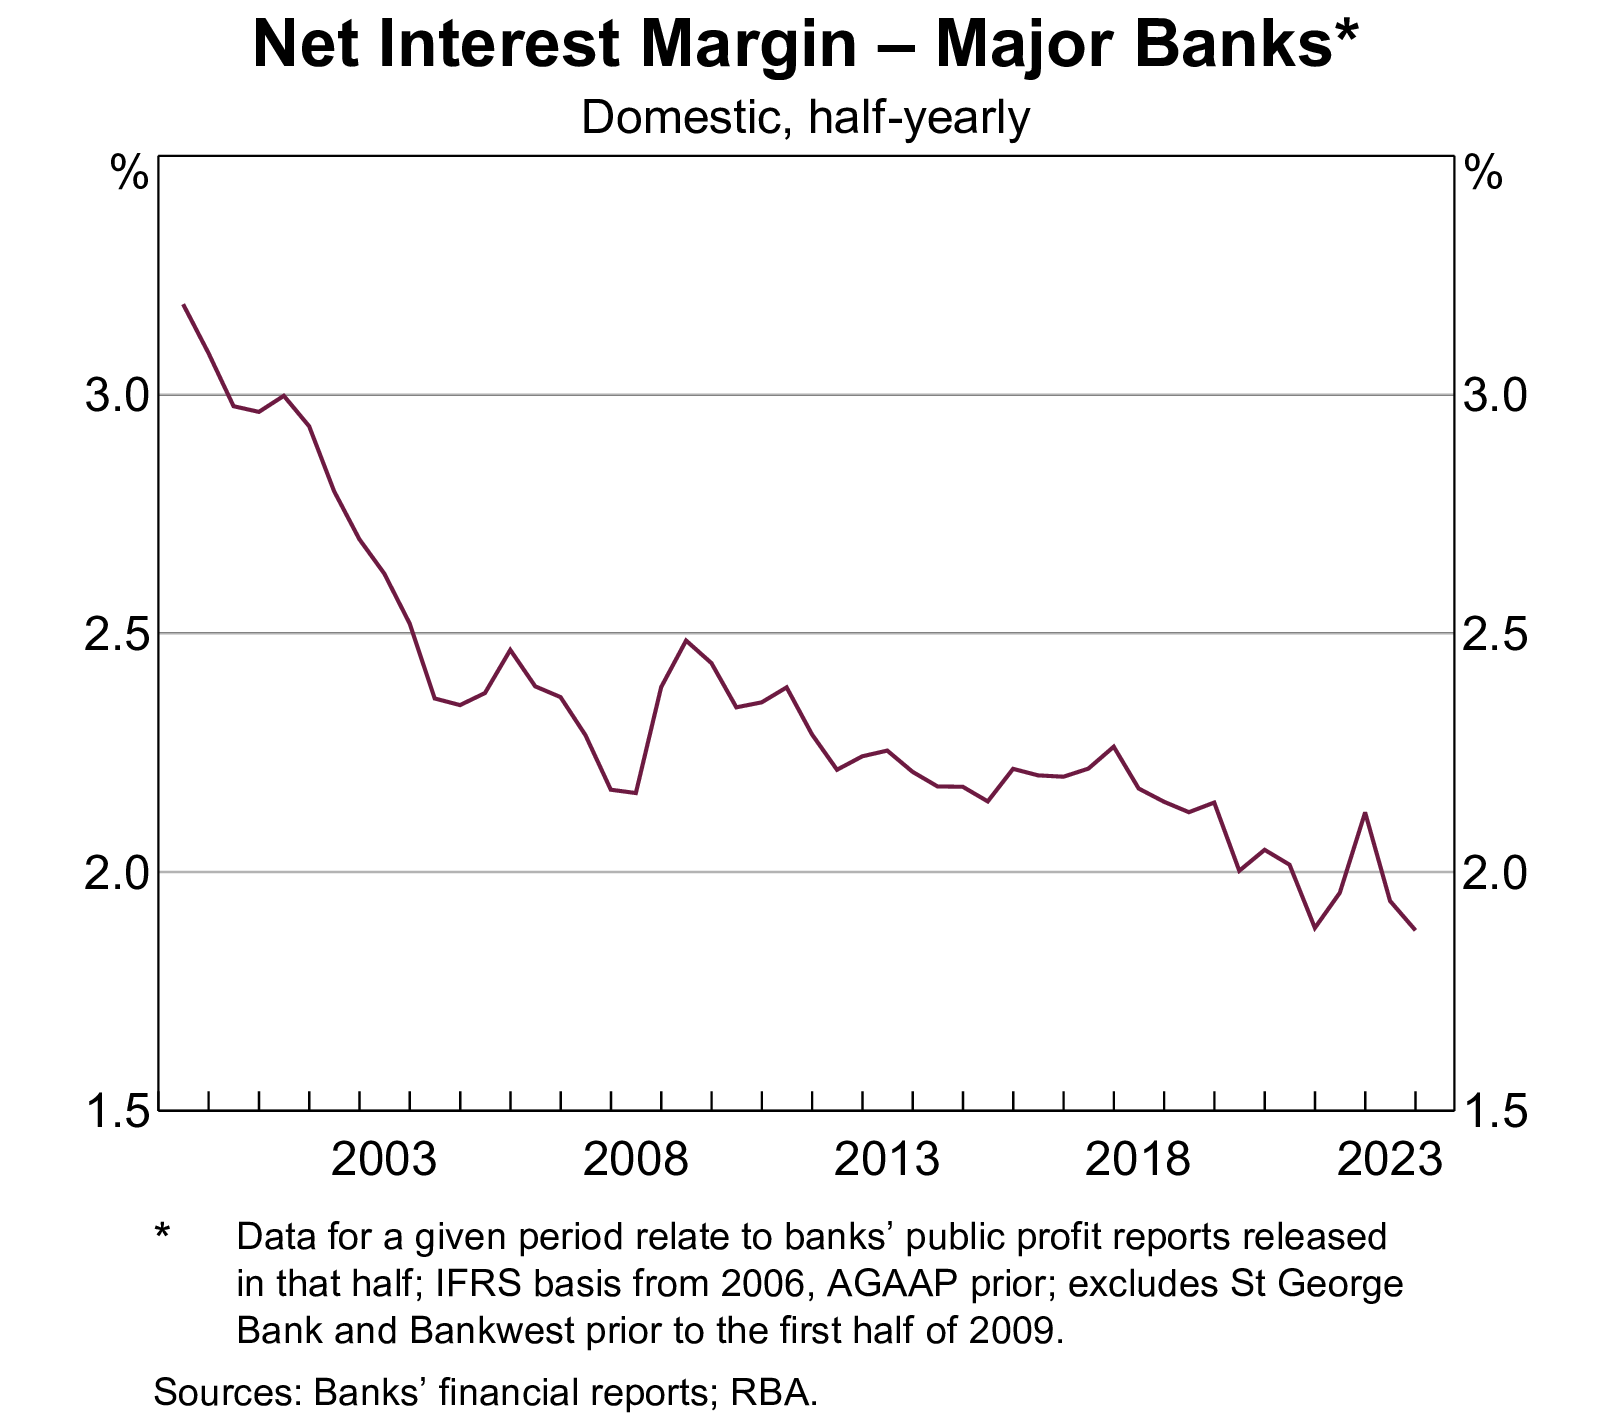 Net Interest Margin – Major Banks*
Domestic, half-yearly
% %
3.0 3.0
2.5 2.5
2.0 2.0
1.5 1.5
2003 2008 2013 2018 2023
* Data for a given period relate to banks’ public profit reports released
in that half; IFRS basis from 2006, AGAAP prior; excludes St George
Bank and Bankwest prior to the first half of 2009.
Sources: Banks’ financial reports; RBA.